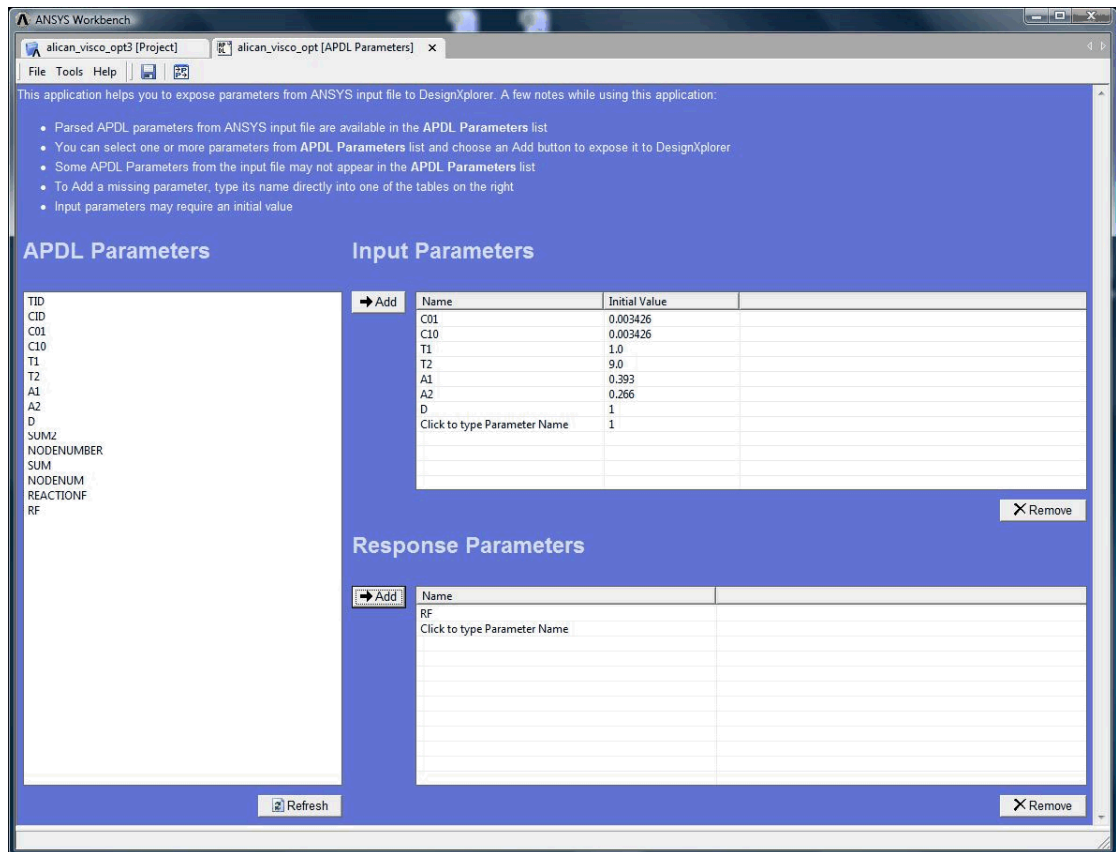 ANSYS Workbench
alican_visco_opt3 [Project] alican_visco_opt [APDL Parameters]
File Tools Help
This application helps you to expose parameters from ANSYS input file to DesignXplorer. A few notes while using this application:
Parsed APDL parameters from ANSYS input file are available in the APDL Parameters list
You can select one or more parameters from APDL Parameters list and choose an Add button to expose it to DesignXplorer
Some APDL Parameters from the input file may not appear in the APDL Parameters list
To Add a missing parameter, type its name directly into one of the tables on the right
Input parameters may require an initial value
APDL Parameters
TID
CID
C01
C10
T1
T2
A1
A2
D
SUM2
NODENUMBER
SUM
NODENUM
REACTIONF
RF
Refresh
Input Parameters
Add
Name Initial Value
C01 0.003426
C10 0.003426
T1 1.0
T2 9.0
A1 0.393
A2 0.266
D 1
Click to type Parameter Name 1
Remove
Response Parameters
Add
Name
RF
Click to type Parameter Name
Remove